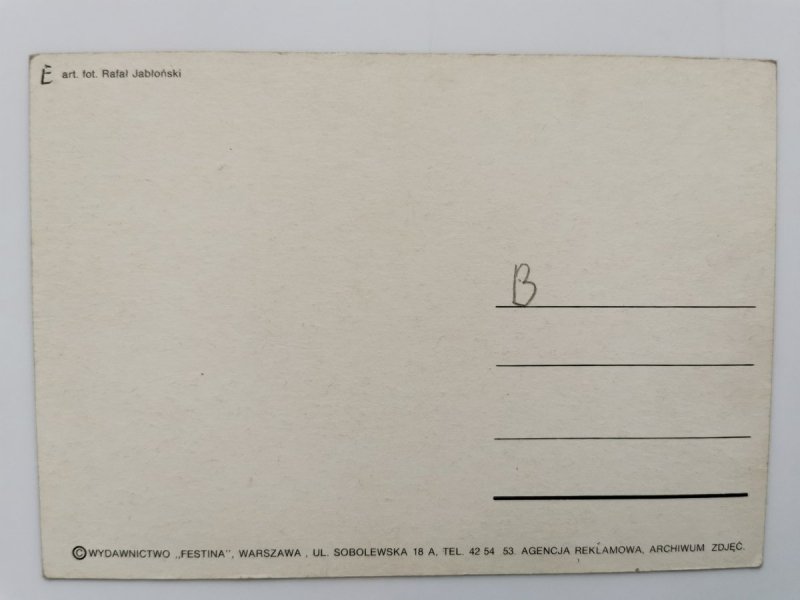 E art. fot. Rafał Jabłoński
B
© WYDAWNICTWO „FESTINA”, WARSZAWA , UL. SOBOLEWSKA 18 A, TEL. 42 54 53. AGENCJA REKLAMOWA, ARCHIWUM ZDJĘĆ.